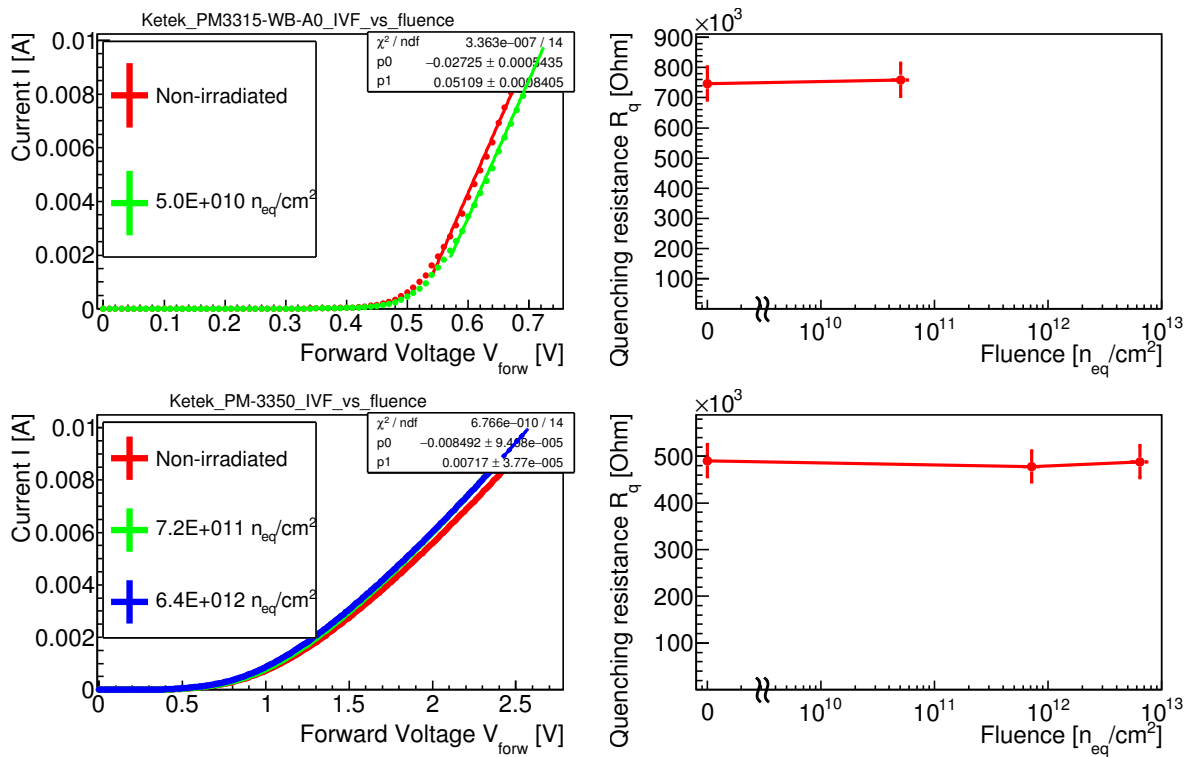 Ketek_PM3315-WB-A0_IVF_vs_fluence
Current I [A]
0.01
0.008
0.006
0.004
0.002
0
Non-irradiated
5.0E+010 n_eq/cm²
χ² / ndf 3.363e−007 / 14
p0 −0.02725 ± 0.0005435
p1 0.05109 ± 0.0008405
0 0.1 0.2 0.3 0.4 0.5 0.6 0.7
Forward Voltage V_forw [V]
×10³
Quenching resistance R_q [Ohm]
900
800
700
600
500
400
300
200
100
0 10¹⁰ 10¹¹ 10¹² 10¹³
Fluence [n_eq/cm²]
Ketek_PM-3350_IVF_vs_fluence
Current I [A]
0.01
0.008
0.006
0.004
0.002
0
Non-irradiated
7.2E+011 n_eq/cm²
6.4E+012 n_eq/cm²
χ² / ndf 6.766e−010 / 14
p0 −0.008492 ± 9.408e−005
p1 0.00717 ± 3.77e−005
0 0.5 1 1.5 2 2.5
Forward Voltage V_forw [V]
×10³
Quenching resistance R_q [Ohm]
500
400
300
200
100
0 10¹⁰ 10¹¹ 10¹² 10¹³
Fluence [n_eq/cm²]